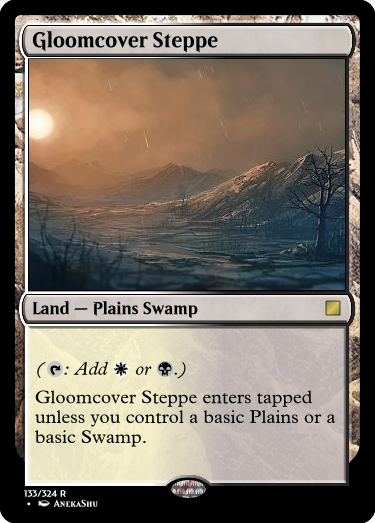 Gloomcover Steppe
Land — Plains Swamp
(: Add or .)
Gloomcover Steppe enters tapped
unless you control a basic Plains or a
basic Swamp.
133/324 R
• AnekaShu